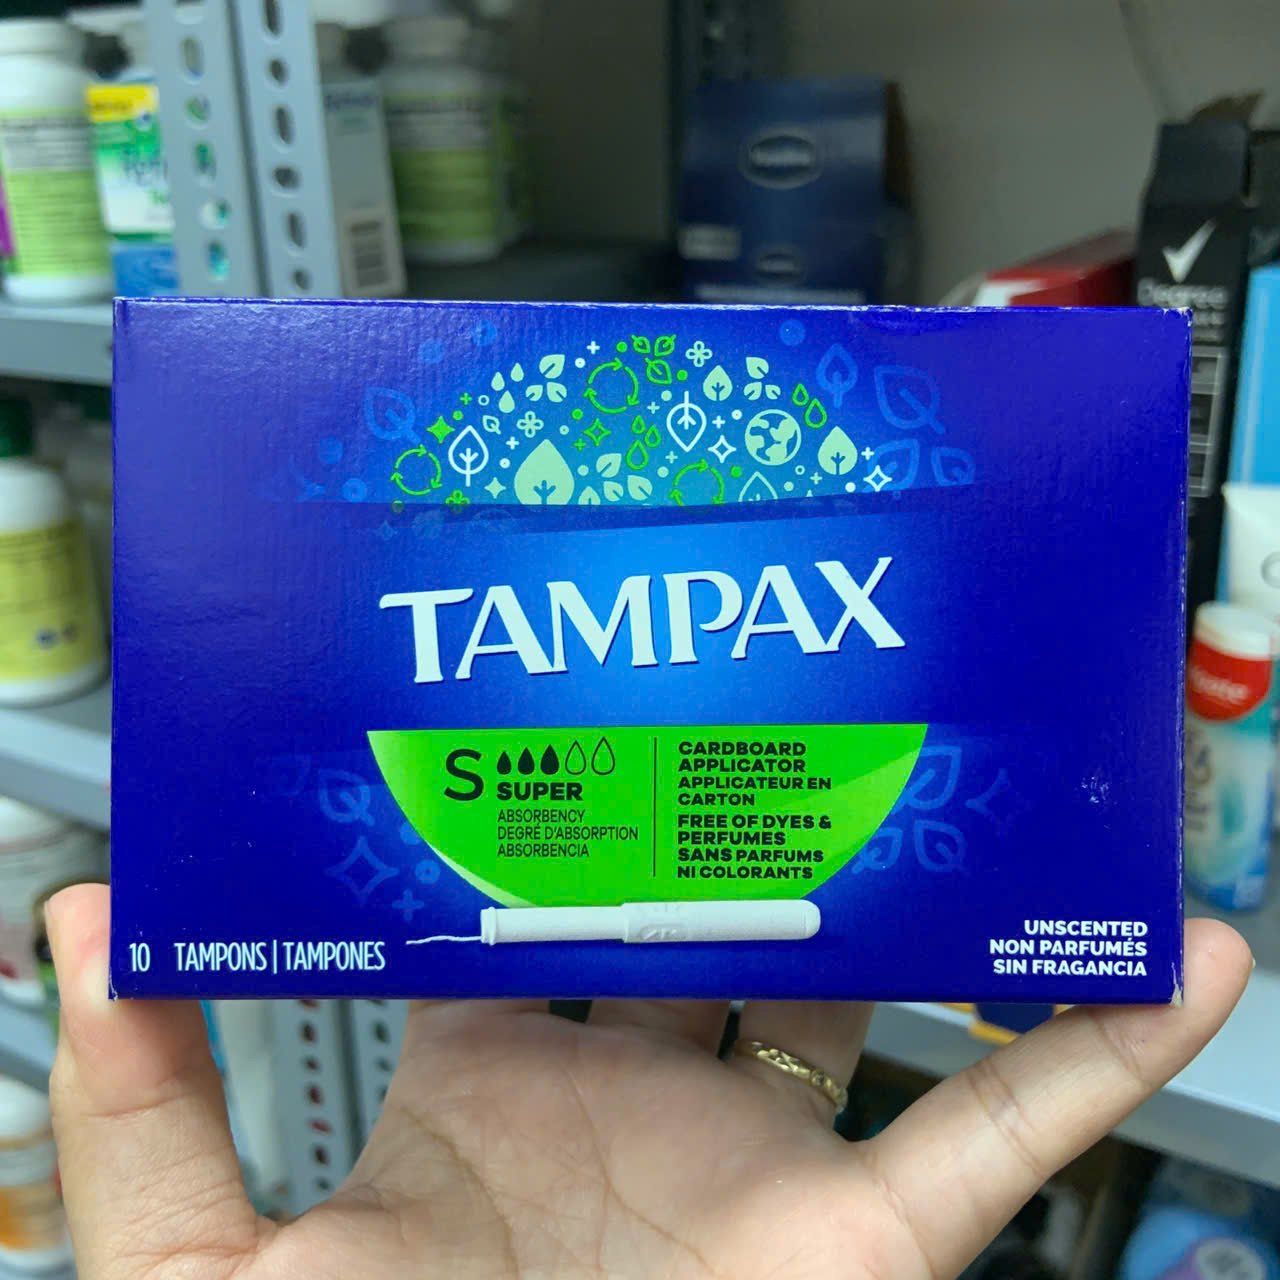 TAMPAX
S SUPER
ABSORBENCY
DEGRÉ D'ABSORPTION
ABSORBENCIA
CARDBOARD
APPLICATOR
APPLICATEUR EN
CARTON
FREE OF DYES &
PERFUMES
SANS PARFUMS
NI COLORANTS
10 TAMPONS | TAMPONES
UNSCENTED
NON PARFUMÉS
SIN FRAGANCIA
Degree